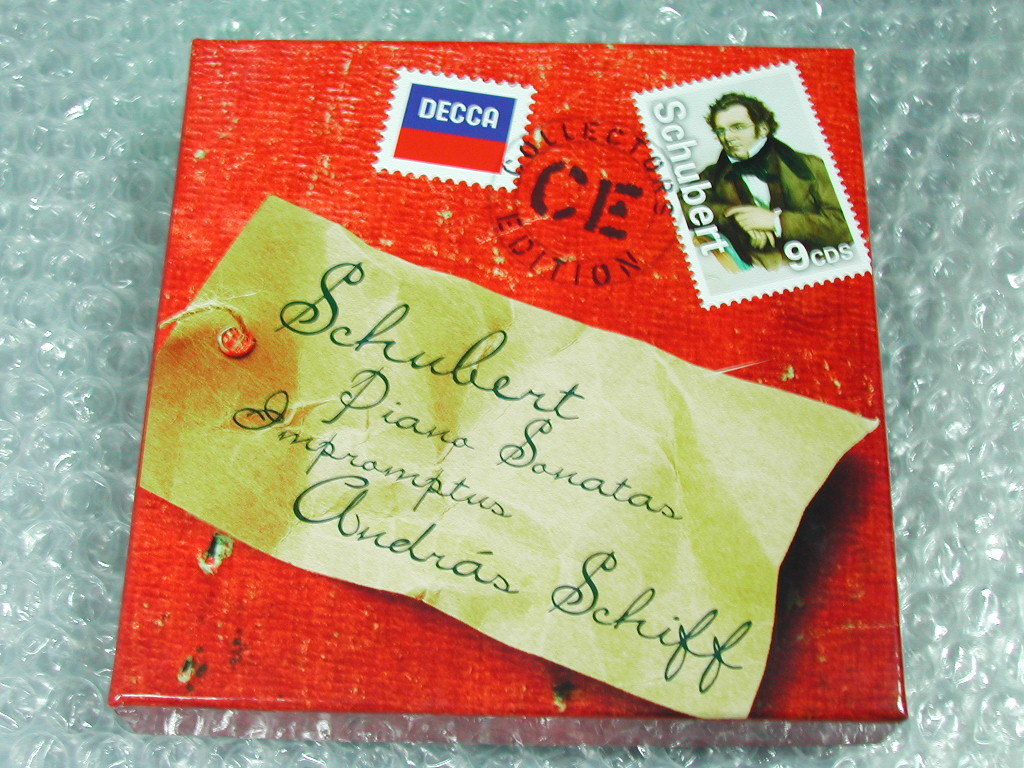 DECCA
COLLECTORS
CE
EDITION
Schubert
9CDS
Schubert
Piano Sonatas
Impromptus
András Schiff